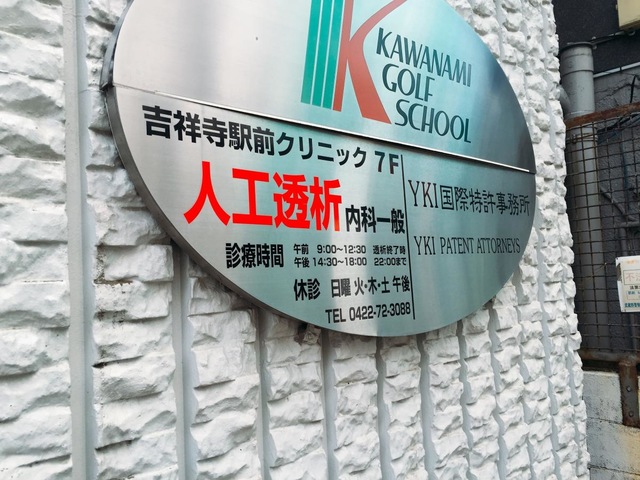 KAWANAMI
GOLF
SCHOOL
吉祥寺駅前クリニック 7F
人工透析 内科一般
診療時間 午前 9:00~12:30 透析終了時
午後 14:30~18:00 22:00まで
休診 日曜 火・木・土 午後
TEL 0422-72-3088
YKI国際特許事務所
YKI PATENT ATTORNEYS